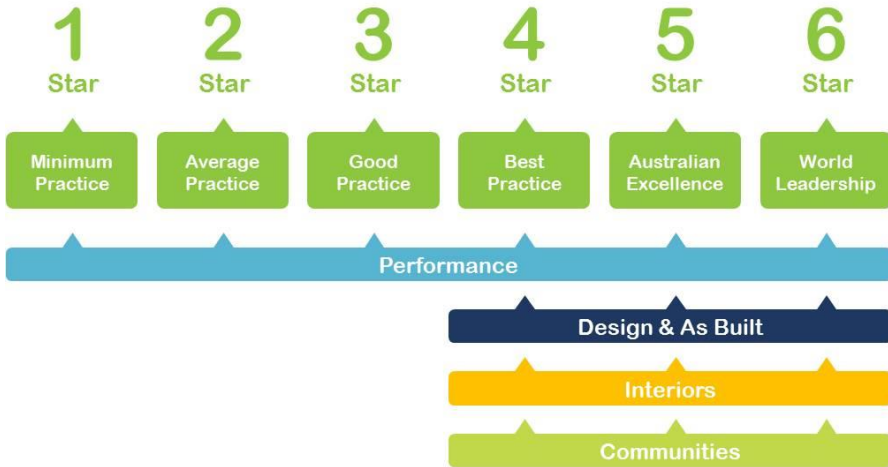 1 2 3 4 5 6
Star Star Star Star Star Star
Minimum Practice
Average Practice
Good Practice
Best Practice
Australian Excellence
World Leadership
Performance
Design & As Built
Interiors
Communities